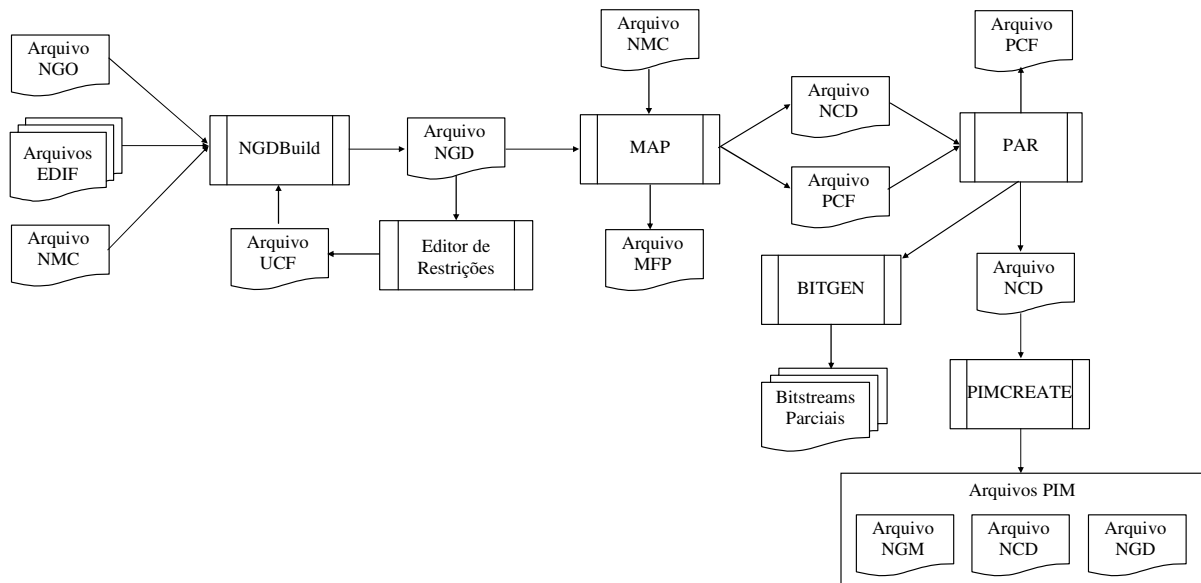 Arquivo
NGO
Arquivos
EDIF
Arquivo
NMC
NGDBuild
Arquivo
UCF
Arquivo
NGD
Editor de
Restrições
Arquivo
NMC
MAP
Arquivo
MFP
Arquivo
NCD
Arquivo
PCF
Arquivo
PCF
PAR
BITGEN
Bitstreams
Parciais
Arquivo
NCD
PIMCREATE
Arquivos PIM
Arquivo
NGM
Arquivo
NCD
Arquivo
NGD